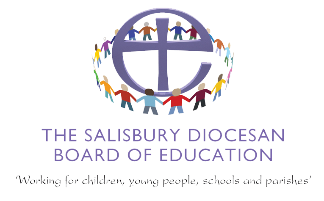 THE SALISBURY DIOCESAN
BOARD OF EDUCATION
'Working for children, young people, schools and parishes'